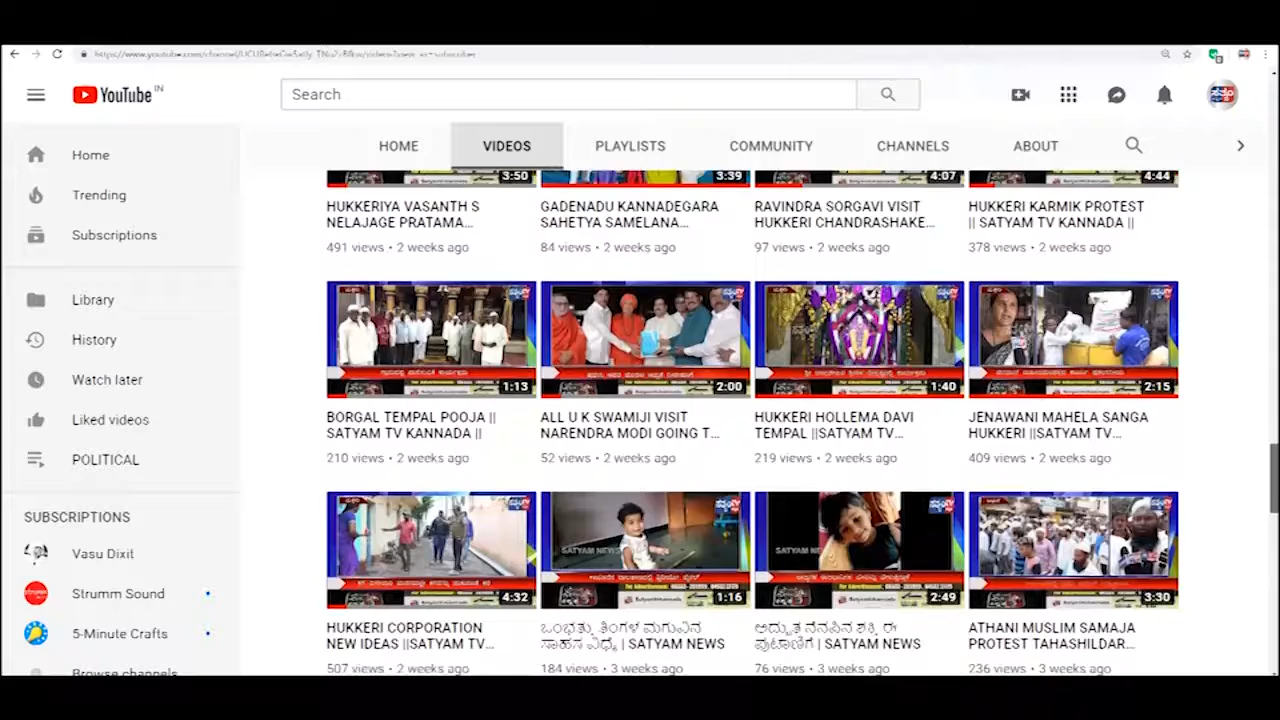 YouTube IN
Search
HOME VIDEOS PLAYLISTS COMMUNITY CHANNELS ABOUT
Home
Trending
Subscriptions
Library
History
Watch later
Liked videos
POLITICAL
SUBSCRIPTIONS
Vasu Dixit
Strumm Sound
5-Minute Crafts
Browse channels
3:50 3:39 4:07 4:44
HUKKERIYA VASANTH S
NELAJAGE PRATAMA...
491 views • 2 weeks ago
GADENADU KANNADEGARA
SAHETYA SAMELANA...
84 views • 2 weeks ago
RAVINDRA SORGAVI VISIT
HUKKERI CHANDRASHAKE...
97 views • 2 weeks ago
HUKKERI KARMIK PROTEST
|| SATYAM TV KANNADA ||
378 views • 2 weeks ago
1:13 2:00 1:40 2:15
BORGAL TEMPAL POOJA ||
SATYAM TV KANNADA ||
210 views • 2 weeks ago
ALL U K SWAMIJI VISIT
NARENDRA MODI GOING T...
52 views • 2 weeks ago
HUKKERI HOLLEMA DAVI
TEMPAL ||SATYAM TV...
219 views • 2 weeks ago
JENAWANI MAHELA SANGA
HUKKERI ||SATYAM TV...
409 views • 2 weeks ago
SATYAM NEWS
SATYAM NEWS
4:32 1:16 2:49 3:30
HUKKERI CORPORATION
NEW IDEAS ||SATYAM TV...
507 views • 2 weeks ago
ಒಂಭತ್ತು ತಿಂಗಳ ಮಗುವಿನ
ಸಾಹಸ ವಿಧ್ಯೆ | SATYAM NEWS
184 views • 3 weeks ago
ಅದ್ಭುತ ನೆನಪಿನ ಶಕ್ತಿ ಈ
ಪುಟಾಣಿಗೆ | SATYAM NEWS
76 views • 3 weeks ago
ATHANI MUSLIM SAMAJA
PROTEST TAHASHILDAR...
236 views • 3 weeks ago